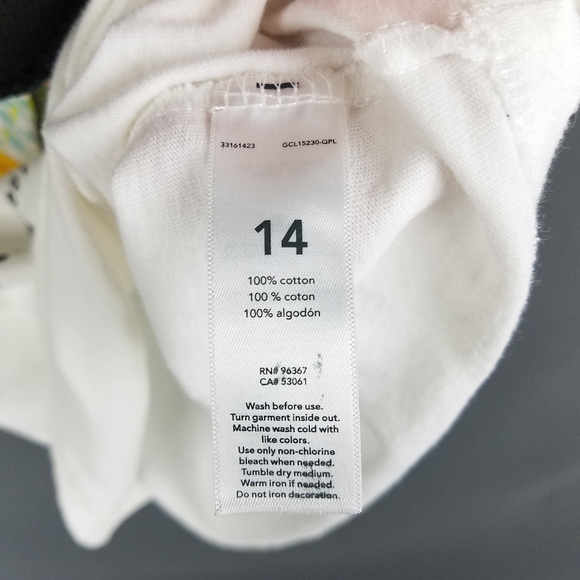 33161423 GCL15230-QPL
14
100% cotton
100 % coton
100% algodón
RN# 96367
CA# 53061
Wash before use.
Turn garment inside out.
Machine wash cold with
like colors.
Use only non-chlorine
bleach when needed.
Tumble dry medium.
Warm iron if needed.
Do not iron decoration.